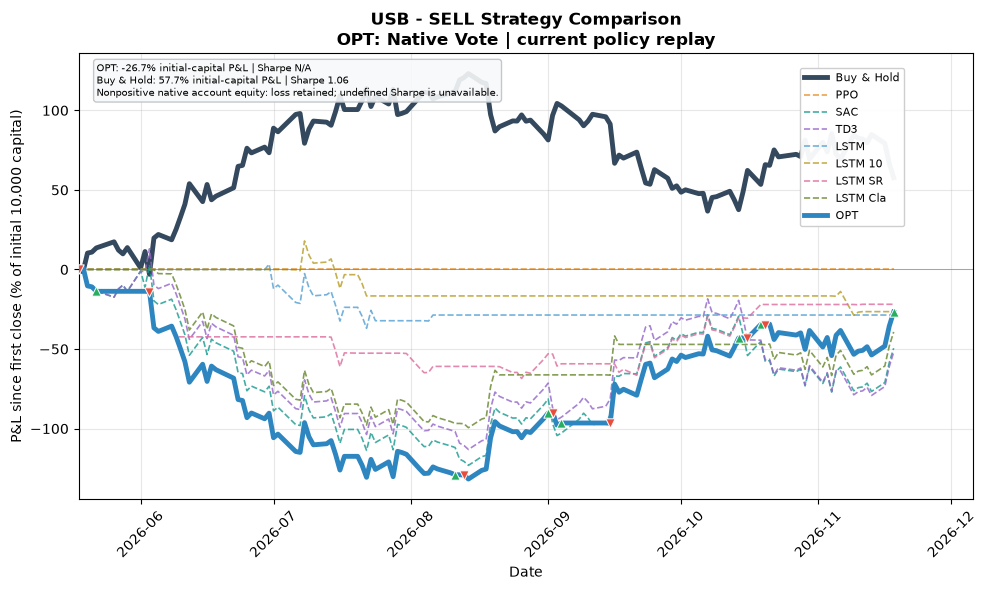 USB - SELL Strategy Comparison
OPT: Native Vote | current policy replay
OPT: -26.7% initial-capital P&L | Sharpe N/A
Buy & Hold: 57.7% initial-capital P&L | Sharpe 1.06
Nonpositive native account equity: loss retained; undefined Sharpe is unavailable.
Buy & Hold
PPO
SAC
TD3
LSTM
LSTM 10
LSTM SR
LSTM Cla
OPT
P&L since first close (% of initial 10,000 capital)
100
50
0
−50
−100
2026-06
2026-07
2026-08
2026-09
2026-10
2026-11
2026-12
Date